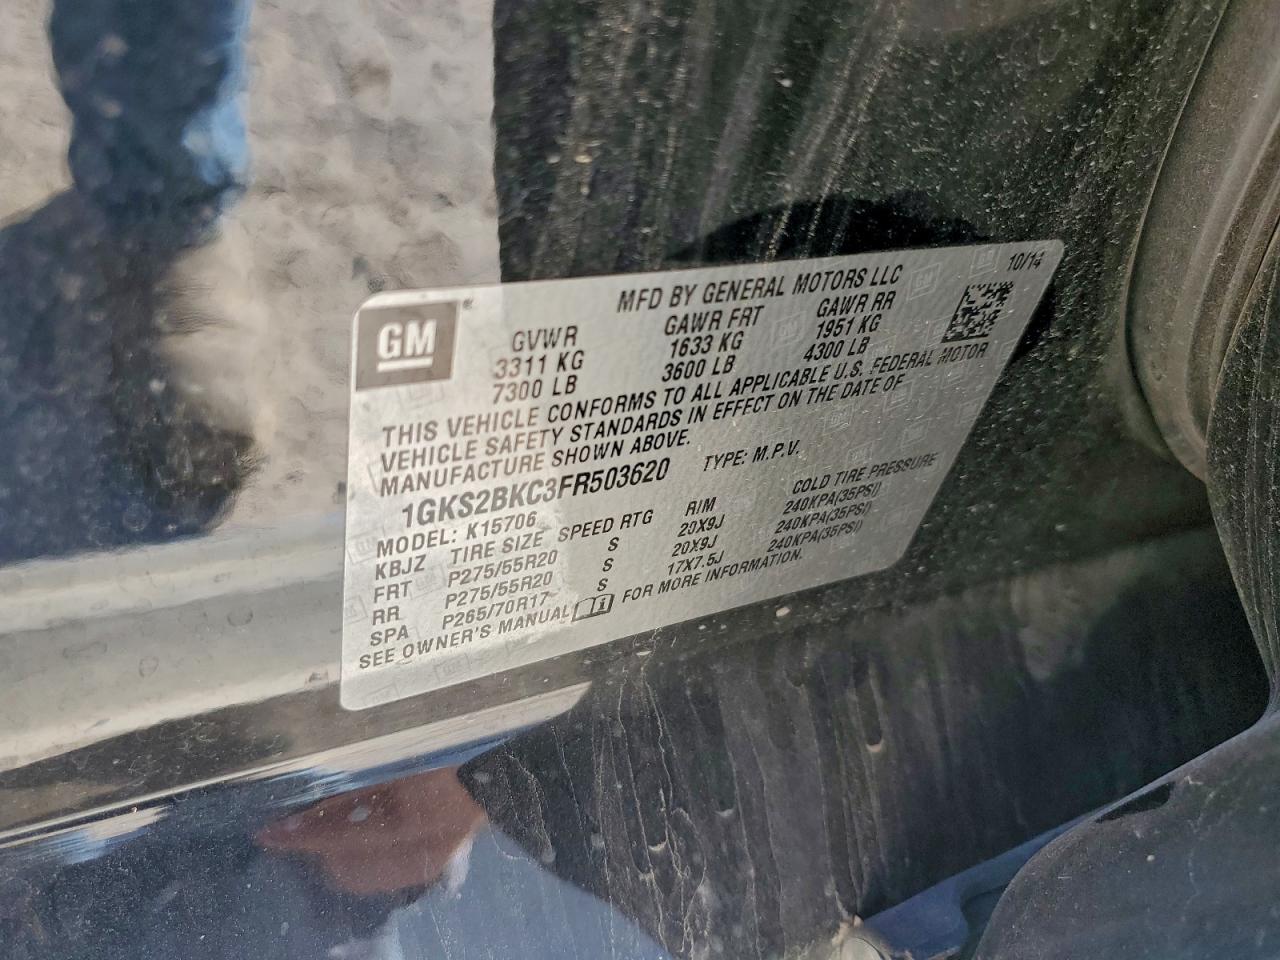 GM
MFD BY GENERAL MOTORS LLC 10/14
GVWR GAWR FRT GAWR RR
3311 KG 1633 KG 1951 KG
7300 LB 3600 LB 4300 LB
THIS VEHICLE CONFORMS TO ALL APPLICABLE U.S. FEDERAL MOTOR
VEHICLE SAFETY STANDARDS IN EFFECT ON THE DATE OF
MANUFACTURE SHOWN ABOVE.
1GKS2BKC3FR503620 TYPE: M.P.V.
MODEL: K15706
KBJZ TIRE SIZE SPEED RTG RIM COLD TIRE PRESSURE
FRT P275/55R20 S 20X9J 240KPA(35PSI)
RR P275/55R20 S 20X9J 240KPA(35PSI)
SPA P265/70R17 S 17X7.5J 240KPA(35PSI)
SEE OWNER'S MANUAL FOR MORE INFORMATION.